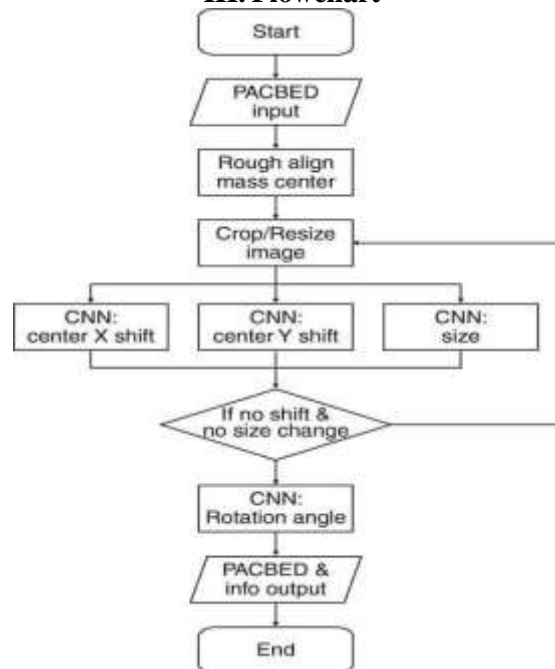 III. Flowchart
Start
PACBED
input
Rough align
mass center
Crop/Resize
image
CNN:
center X shift
CNN:
center Y shift
CNN:
size
If no shift &
no size change
CNN:
Rotation angle
PACBED &
info output
End